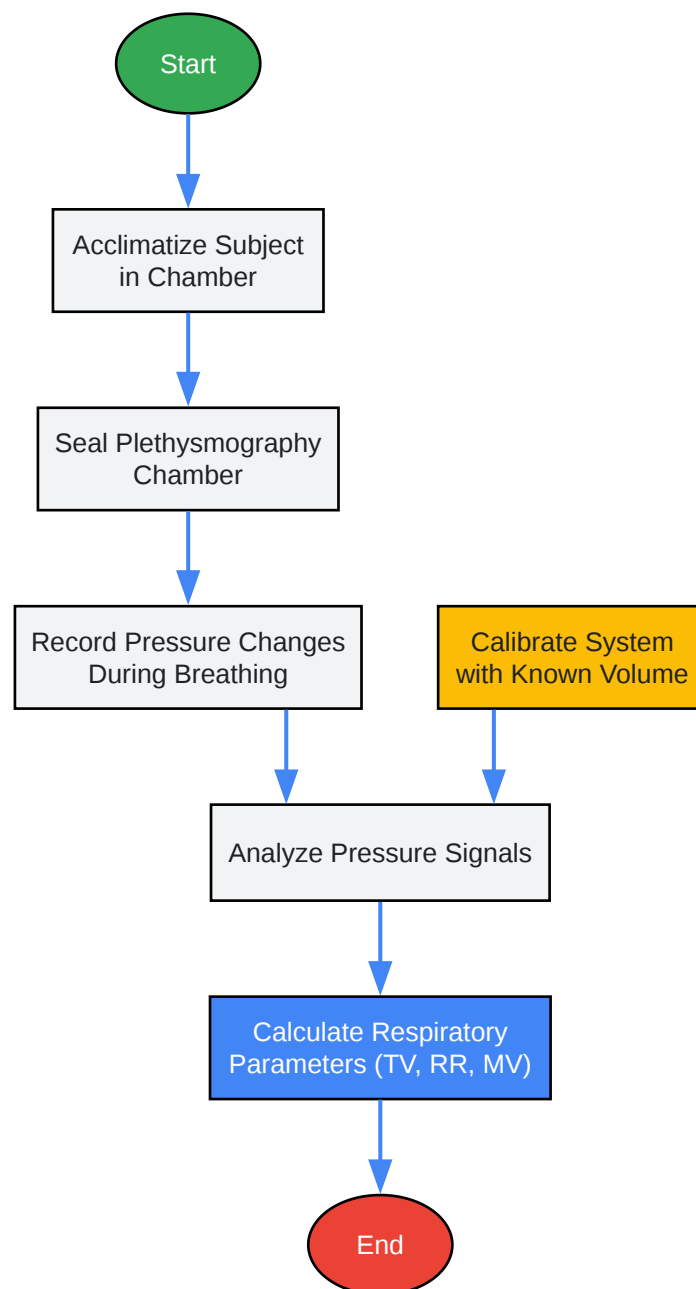 Start
Acclimatize Subject
in Chamber
Seal Plethysmography
Chamber
Record Pressure Changes
During Breathing
Calibrate System
with Known Volume
Analyze Pressure Signals
Calculate Respiratory
Parameters (TV, RR, MV)
End